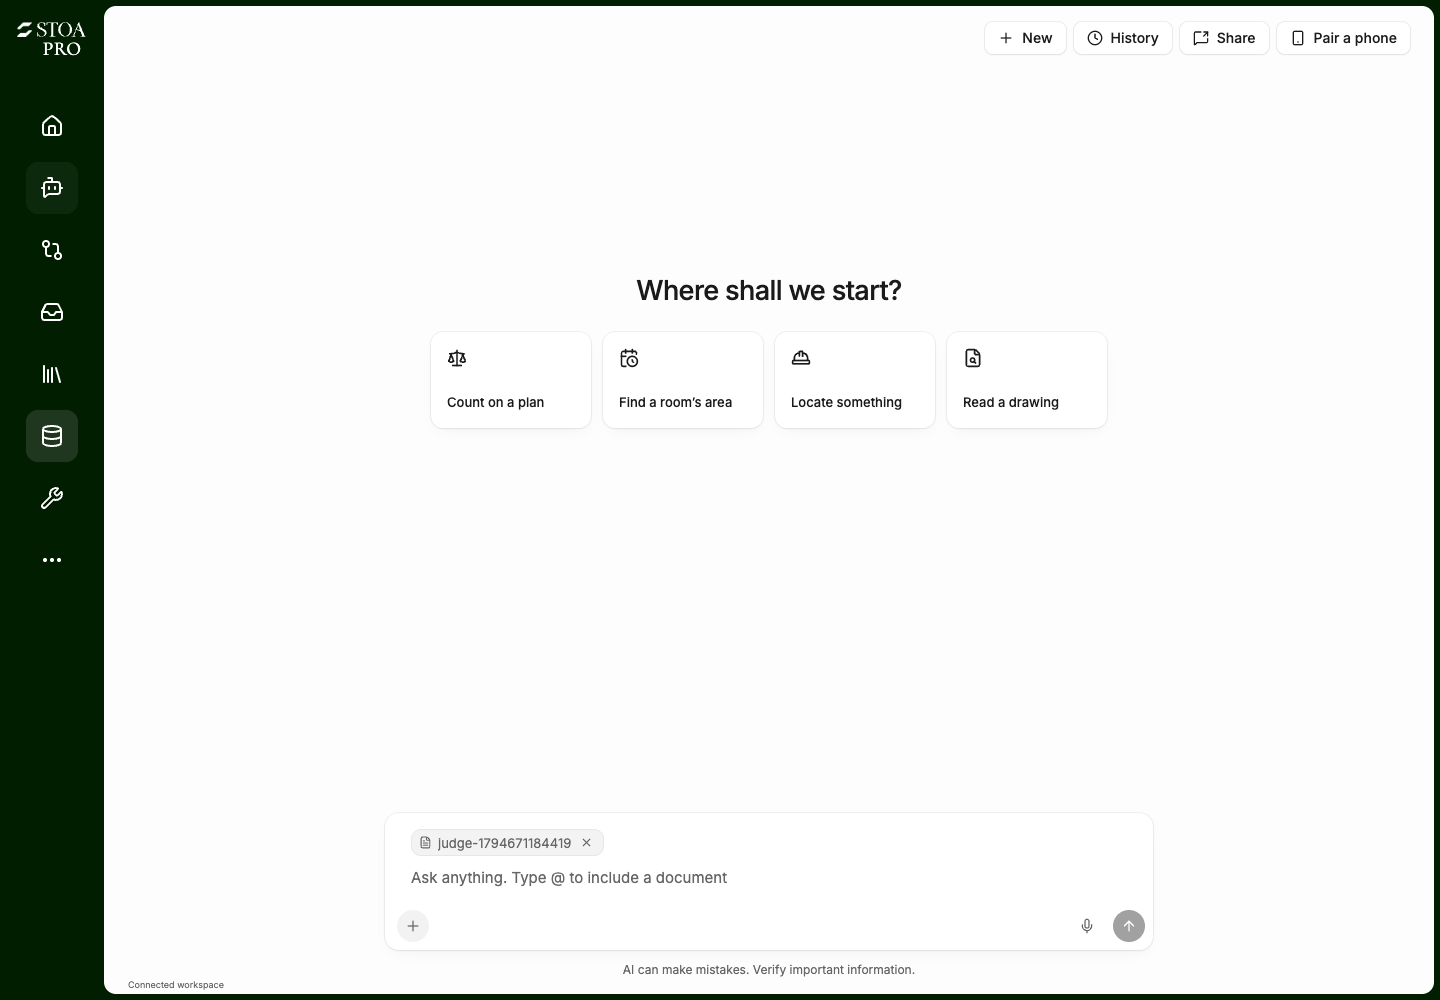 STOA
PRO
New
History
Share
Pair a phone
Where shall we start?
Count on a plan
Find a room’s area
Locate something
Read a drawing
judge-1794671184419
Ask anything. Type @ to include a document
AI can make mistakes. Verify important information.
Connected workspace